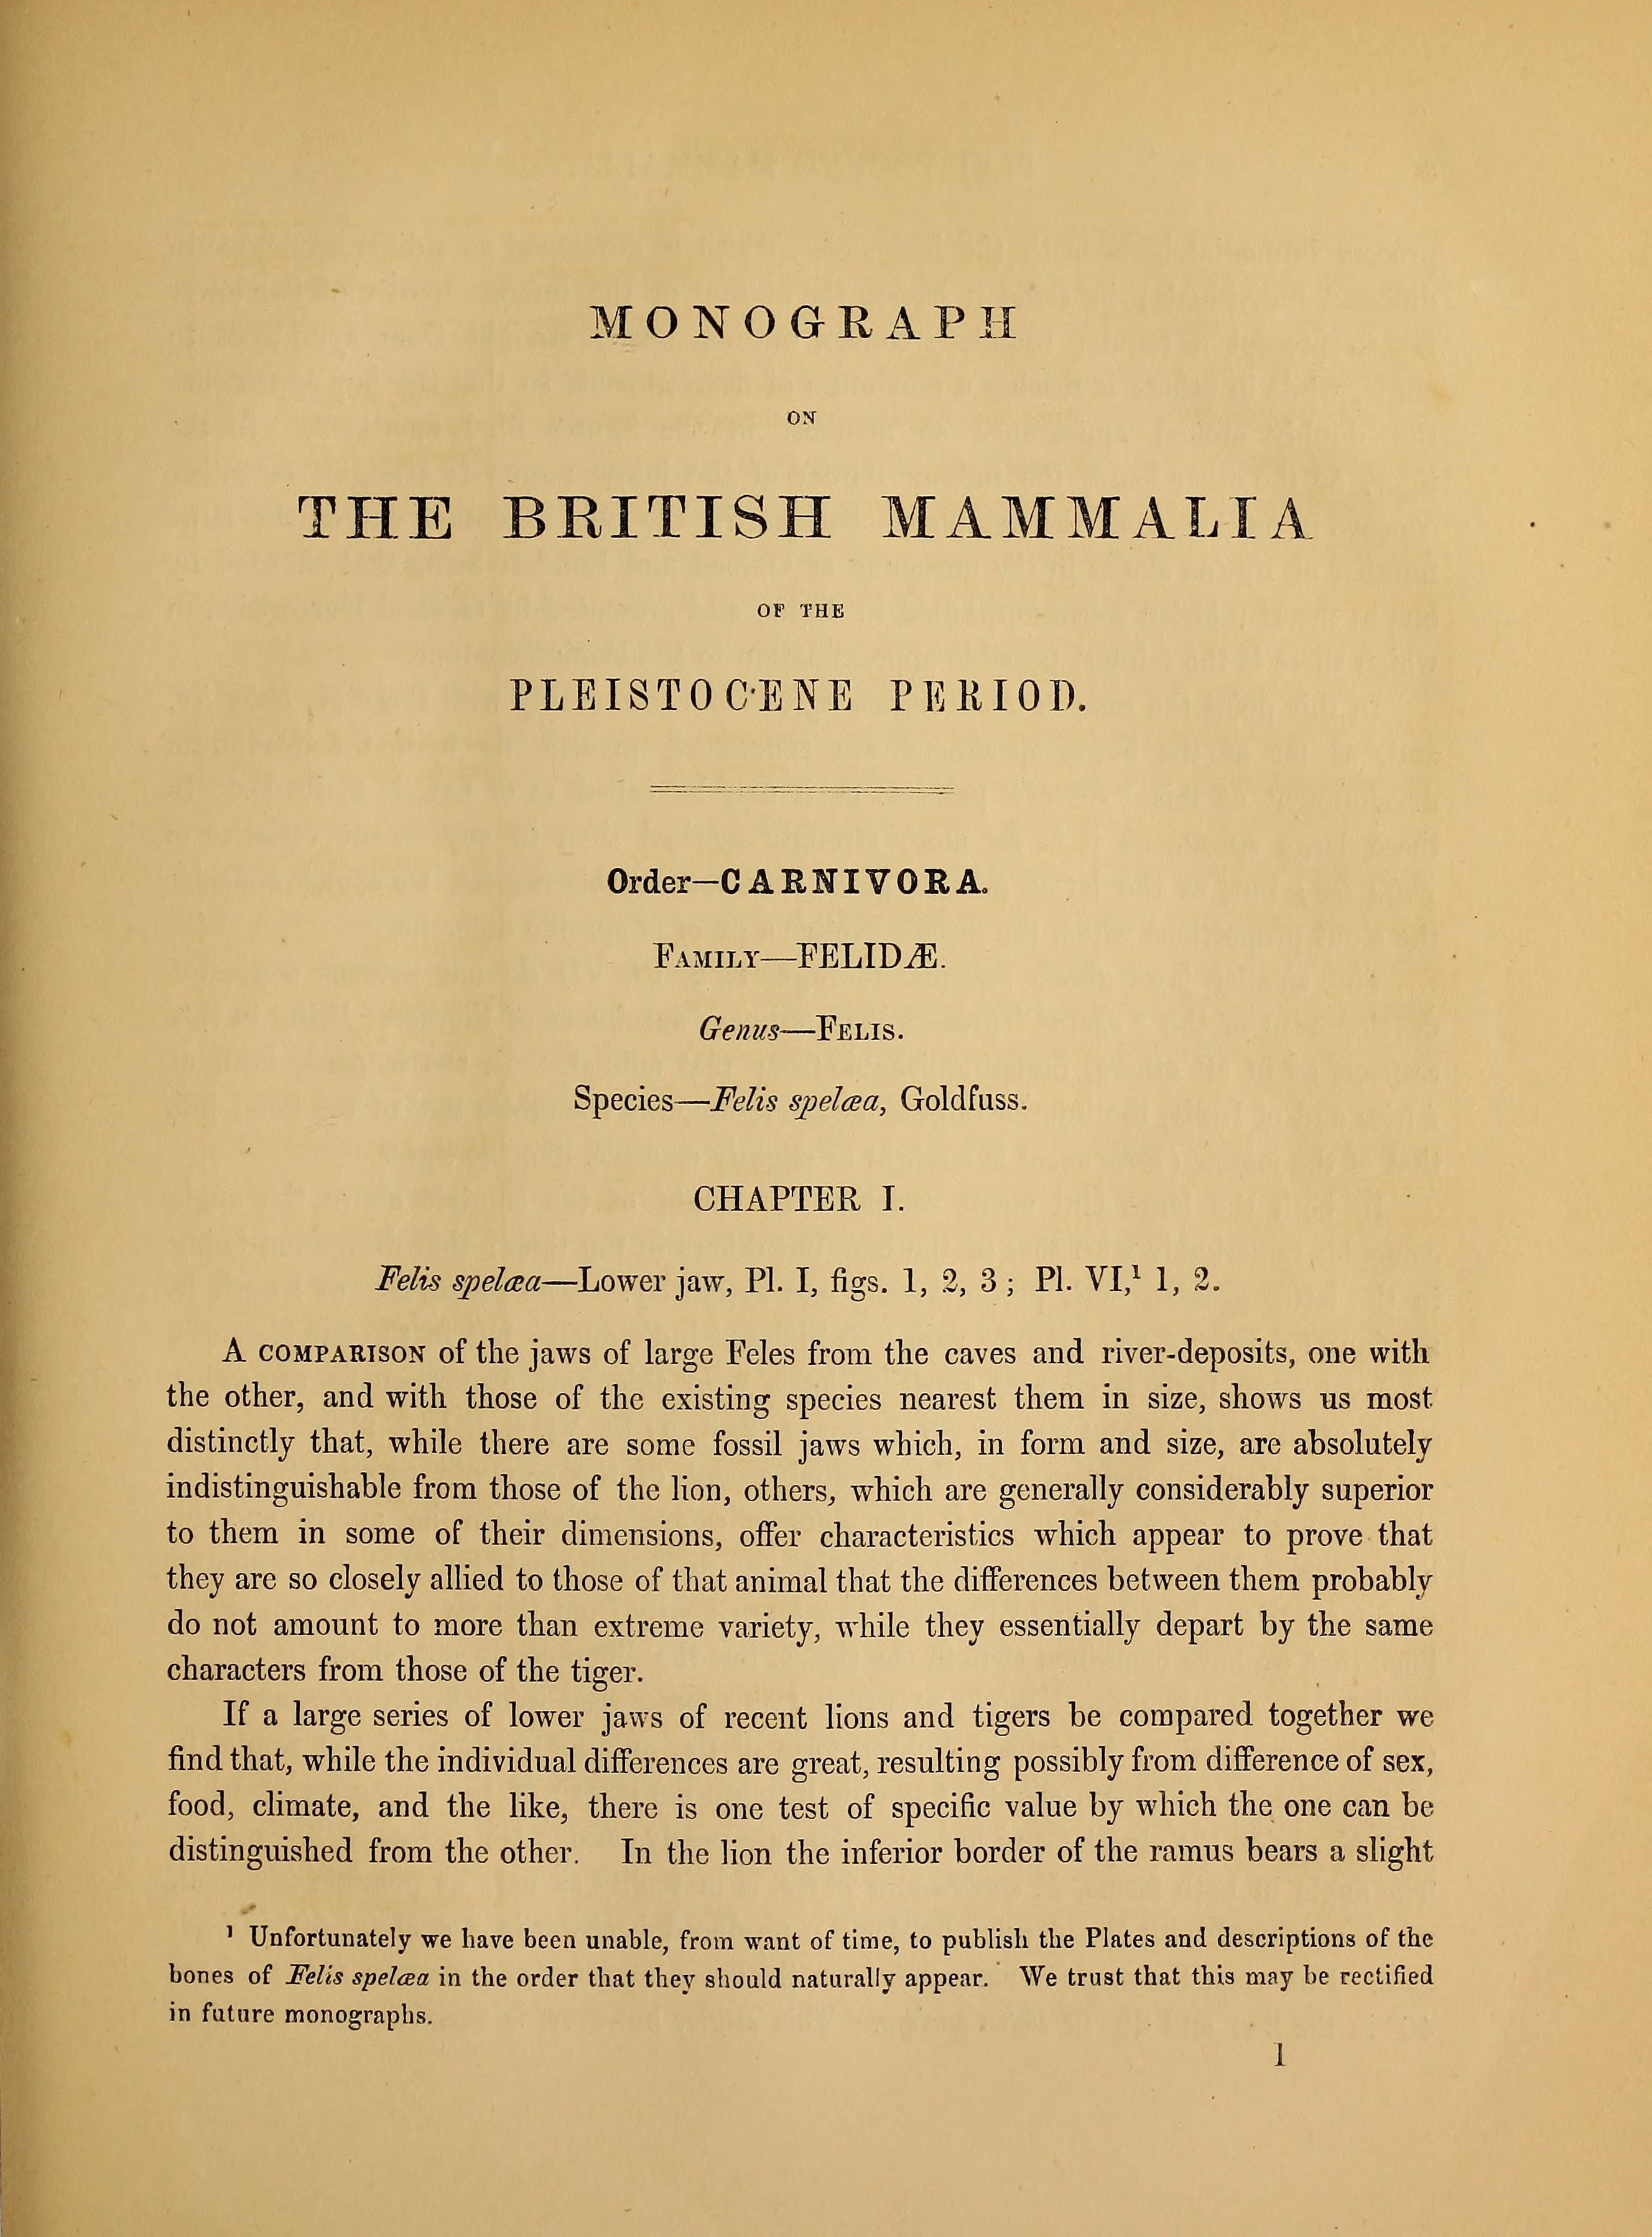 MONOGRAPH
ON
THE BRITISH MAMMALIA
OF THE
PLEISTOCENE PERIOD.
Order—CARNIVORA.
Family—FELIDÆ.
Genus—Felis.
Species—Felis spelæa, Goldfuss.
CHAPTER I.
Felis spelæa—Lower jaw, Pl. I, figs. 1, 2, 3; Pl. VI,¹ 1, 2.
A comparison of the jaws of large Feles from the caves and river-deposits, one with
the other, and with those of the existing species nearest them in size, shows us most
distinctly that, while there are some fossil jaws which, in form and size, are absolutely
indistinguishable from those of the lion, others, which are generally considerably superior
to them in some of their dimensions, offer characteristics which appear to prove that
they are so closely allied to those of that animal that the differences between them probably
do not amount to more than extreme variety, while they essentially depart by the same
characters from those of the tiger.
If a large series of lower jaws of recent lions and tigers be compared together we
find that, while the individual differences are great, resulting possibly from difference of sex,
food, climate, and the like, there is one test of specific value by which the one can be
distinguished from the other. In the lion the inferior border of the ramus bears a slight
¹ Unfortunately we have been unable, from want of time, to publish the Plates and descriptions of the
bones of Felis spelæa in the order that they should naturally appear. We trust that this may be rectified
in future monographs.
1